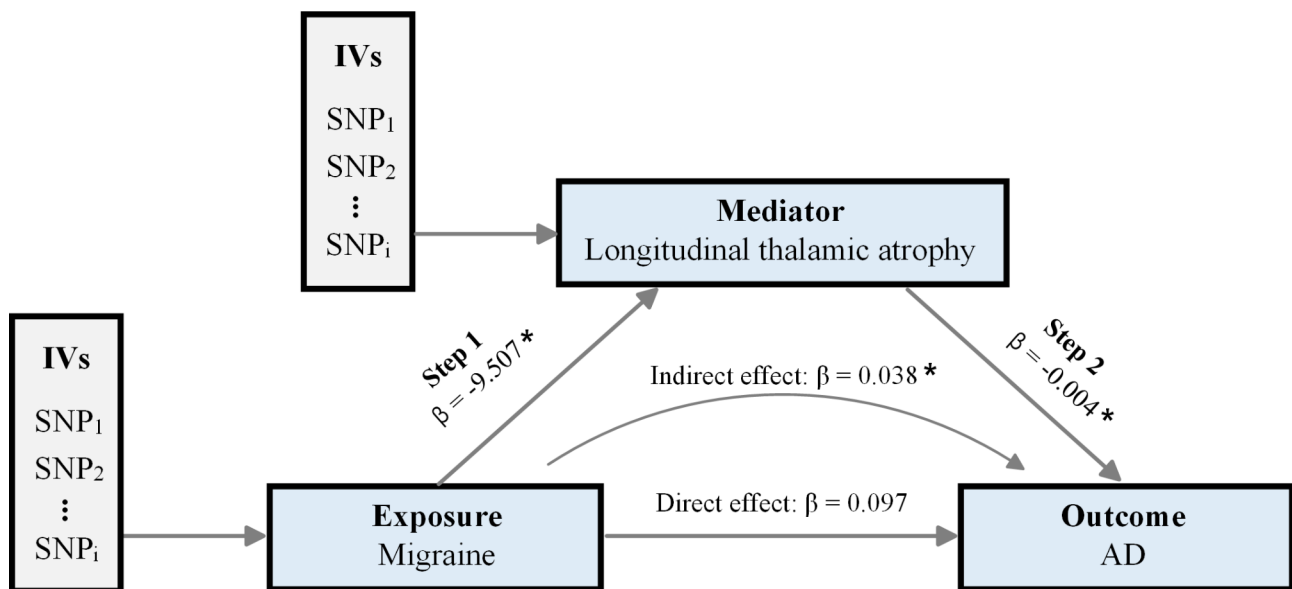 IVs
SNP₁
SNP₂
⋮
SNPᵢ
Mediator
Longitudinal thalamic atrophy
IVs
SNP₁
SNP₂
⋮
SNPᵢ
Step 1
β = -9.507*
Step 2
β = -0.004*
Indirect effect: β = 0.038*
Direct effect: β = 0.097
Exposure
Migraine
Outcome
AD